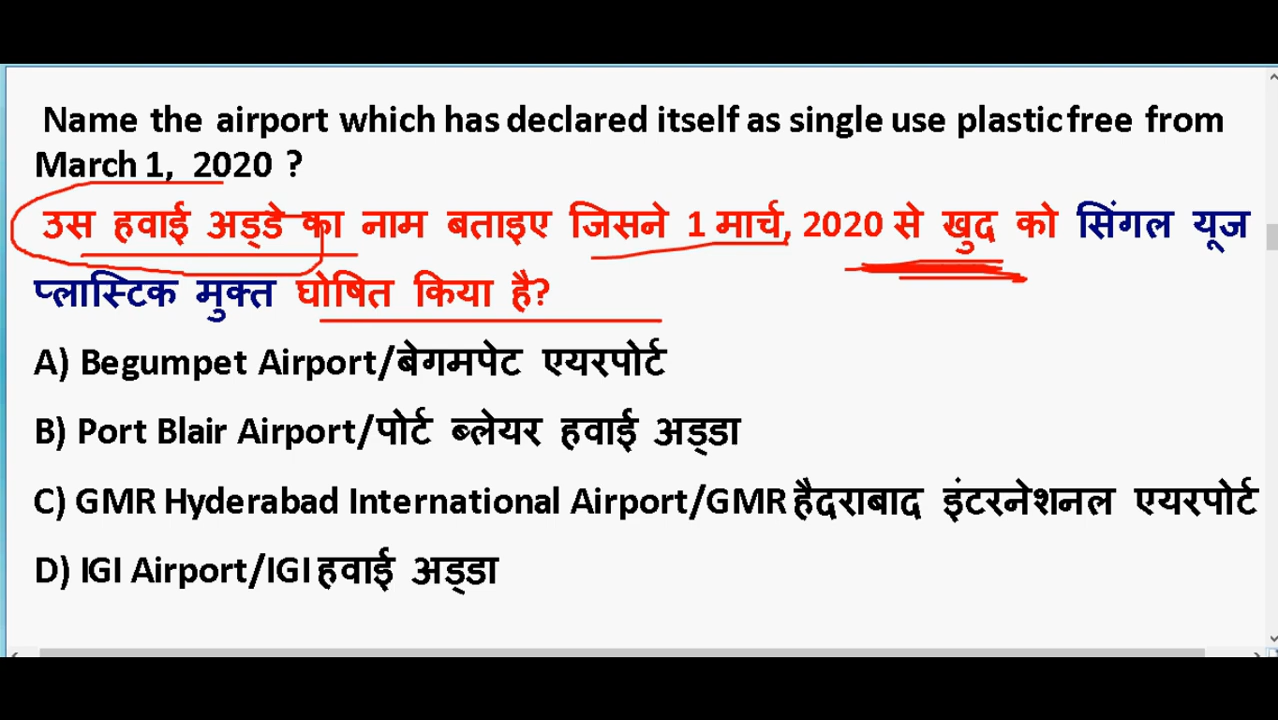 Name the airport which has declared itself as single use plastic free from
March 1, 2020 ?
उस हवाई अड्डे का नाम बताइए जिसने 1 मार्च, 2020 से खुद को सिंगल यूज
प्लास्टिक मुक्त घोषित किया है?
A) Begumpet Airport/बेगमपेट एयरपोर्ट
B) Port Blair Airport/पोर्ट ब्लेयर हवाई अड्डा
C) GMR Hyderabad International Airport/GMR हैदराबाद इंटरनेशनल एयरपोर्ट
D) IGI Airport/IGI हवाई अड्डा